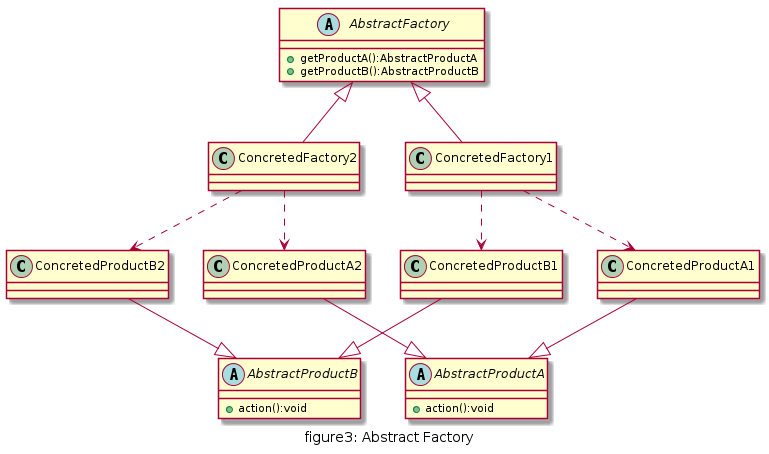 A AbstractFactory
getProductA():AbstractProductA
getProductB():AbstractProductB
C ConcretedFactory2
C ConcretedFactory1
C ConcretedProductB2
C ConcretedProductA2
C ConcretedProductB1
C ConcretedProductA1
A AbstractProductB
action():void
A AbstractProductA
action():void
figure3: Abstract Factory